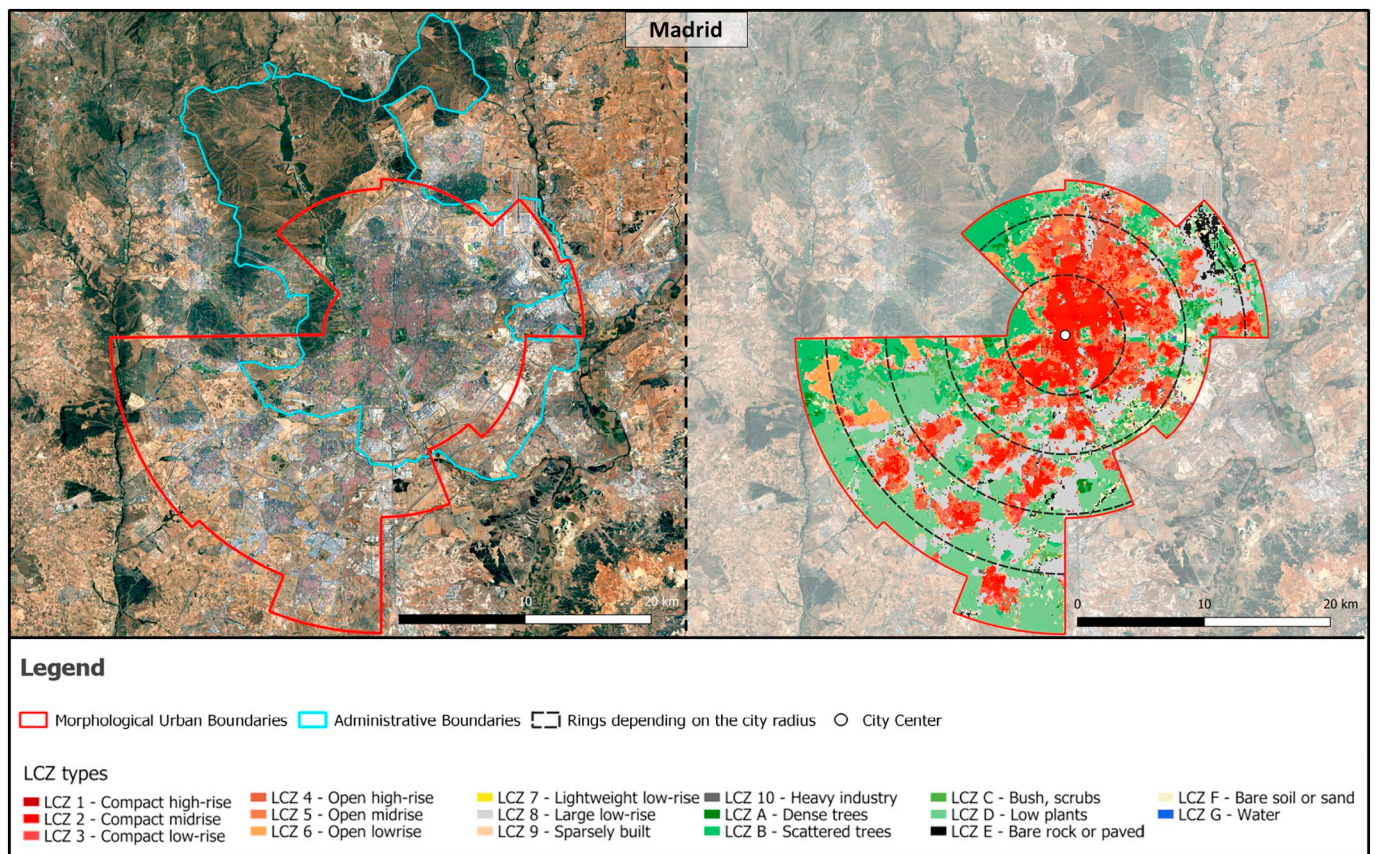 Madrid
0 10 20 km
0 10 20 km
Legend
Morphological Urban Boundaries Administrative Boundaries Rings depending on the city radius City Center
LCZ types
LCZ 1 - Compact high-rise
LCZ 2 - Compact midrise
LCZ 3 - Compact low-rise
LCZ 4 - Open high-rise
LCZ 5 - Open midrise
LCZ 6 - Open lowrise
LCZ 7 - Lightweight low-rise
LCZ 8 - Large low-rise
LCZ 9 - Sparsely built
LCZ 10 - Heavy industry
LCZ A - Dense trees
LCZ B - Scattered trees
LCZ C - Bush, scrubs
LCZ D - Low plants
LCZ E - Bare rock or paved
LCZ F - Bare soil or sand
LCZ G - Water